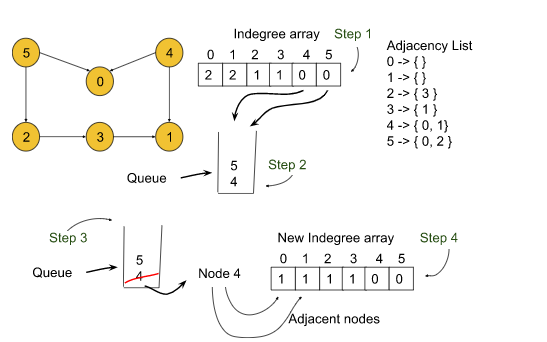 Indegree array
Step 1
0 1 2 3 4 5
2 2 1 1 0 0
Adjacency List
0 -> { }
1 -> { }
2 -> { 3 }
3 -> { 1 }
4 -> { 0, 1 }
5 -> { 0, 2 }
5
4
0
2
3
1
5
4
Queue
Step 2
Step 3
5
4
Queue
Node 4
New Indegree array
Step 4
0 1 2 3 4 5
1 1 1 1 0 0
Adjacent nodes